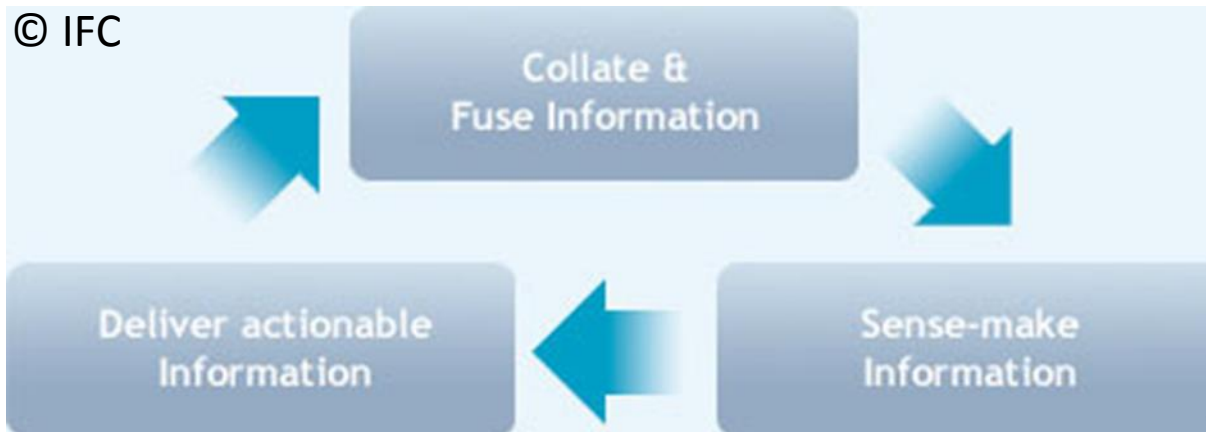 © IFC
Collate &
Fuse Information
Deliver actionable
Information
Sense-make
Information